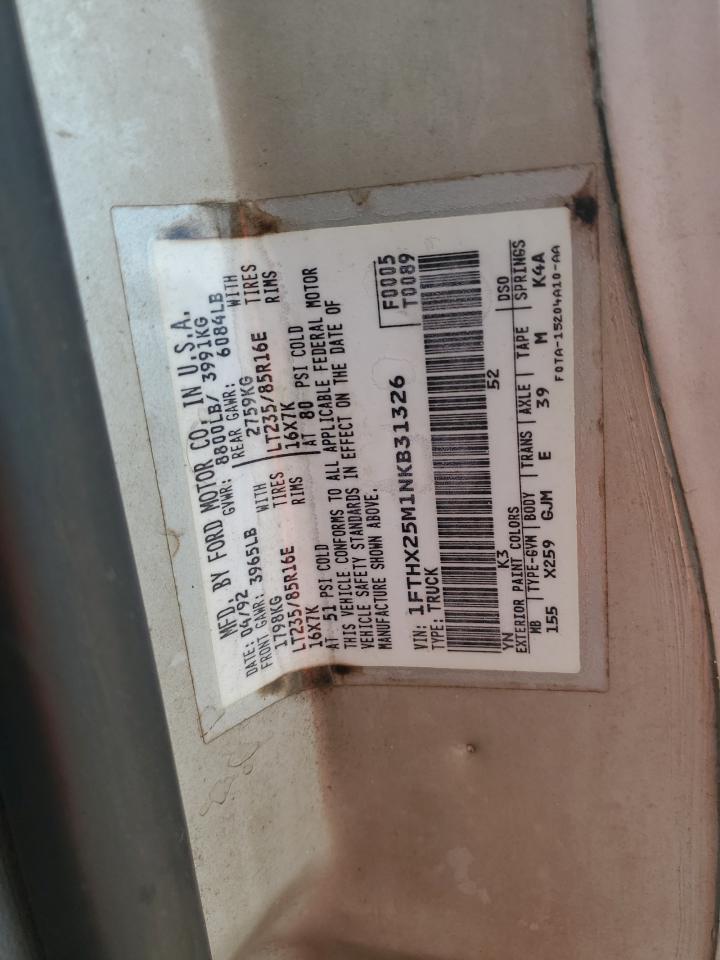 MFD. BY FORD MOTOR CO. IN U.S.A.
DATE: 04/92 GVWR: 8800LB/ 3991KG
FRONT GAWR: 3965LB REAR GAWR: 6084LB
1798KG WITH 2759KG WITH
LT235/85R16E TIRES LT235/85R16E TIRES
16X7K RIMS 16X7K RIMS
AT 51 PSI COLD AT 80 PSI COLD
THIS VEHICLE CONFORMS TO ALL APPLICABLE FEDERAL MOTOR
VEHICLE SAFETY STANDARDS IN EFFECT ON THE DATE OF
MANUFACTURE SHOWN ABOVE.
F0005
T0089
VIN: 1FTHX25M1NKB31326
TYPE: TRUCK
52
YN K3
EXTERIOR PAINT COLORS DSO
WB TYPE-GVW BODY TRANS AXLE TAPE SPRINGS
155 X259 GJM E 39 M K4A
F0TA-15204A10-AA